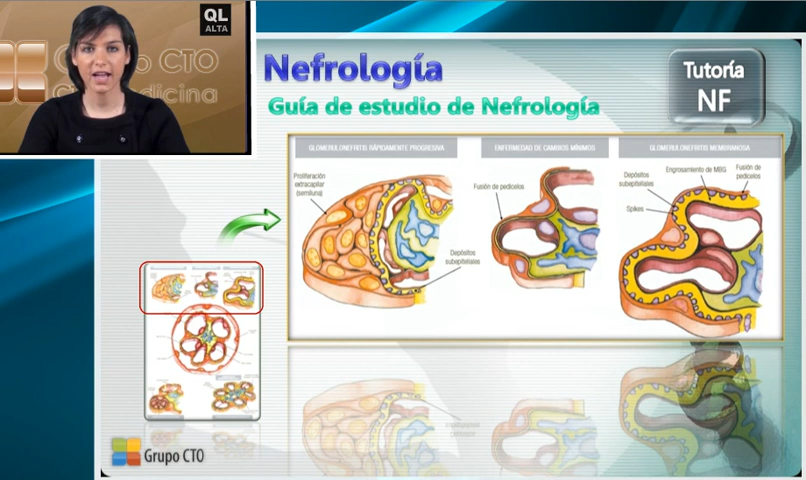 QL
ALTA
Grupo CTO
Medicina
Nefrología
Guía de estudio de Nefrología
Tutoría
NF
GLOMERULONEFRITIS RÁPIDAMENTE PROGRESIVA
ENFERMEDAD DE CAMBIOS MÍNIMOS
GLOMERULONEFRITIS MEMBRANOSA
Proliferación
extracapilar
(semiluna)
Depósitos
subepiteliales
Fusión de pedicelos
Depósitos
subepiteliales
Spikes
Engrosamiento de MBG
Fusión de
pedicelos
Grupo CTO